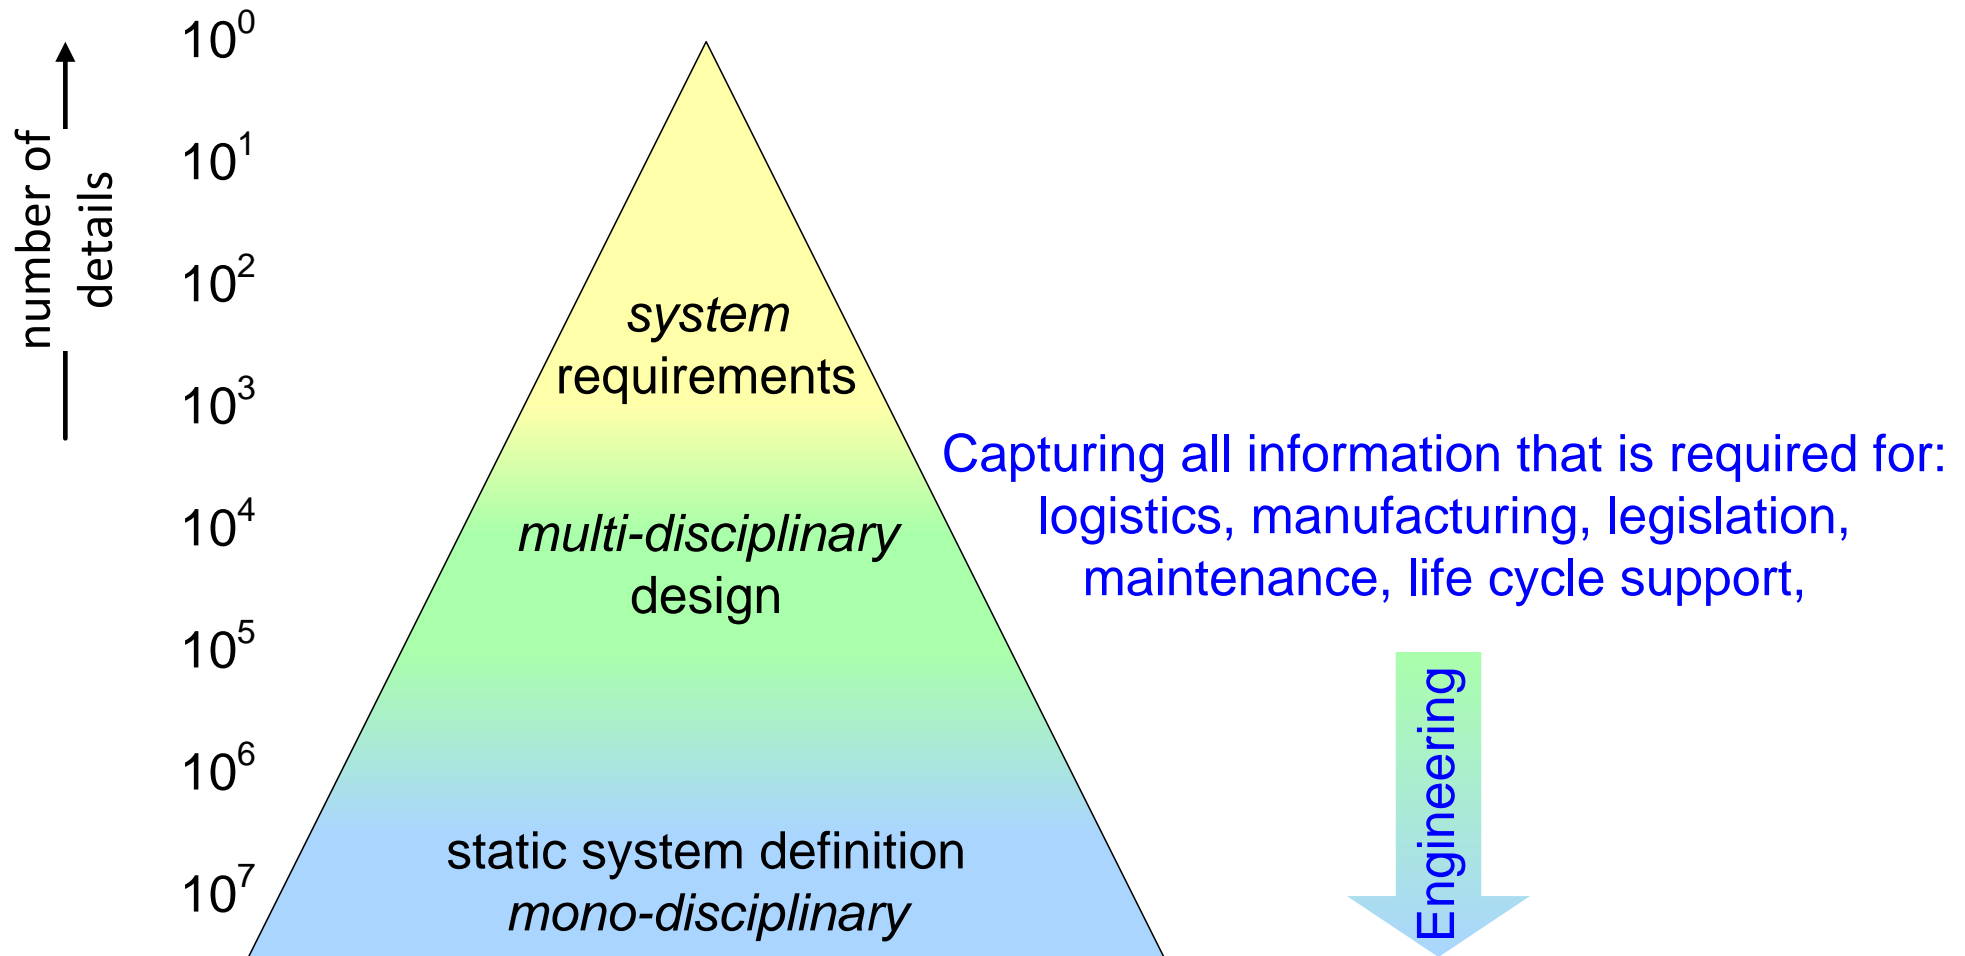 number of
details
10⁰
10¹
10²
10³
10⁴
10⁵
10⁶
10⁷
system
requirements
multi-disciplinary
design
static system definition
mono-disciplinary
Capturing all information that is required for:
logistics, manufacturing, legislation,
maintenance, life cycle support,
Engineering